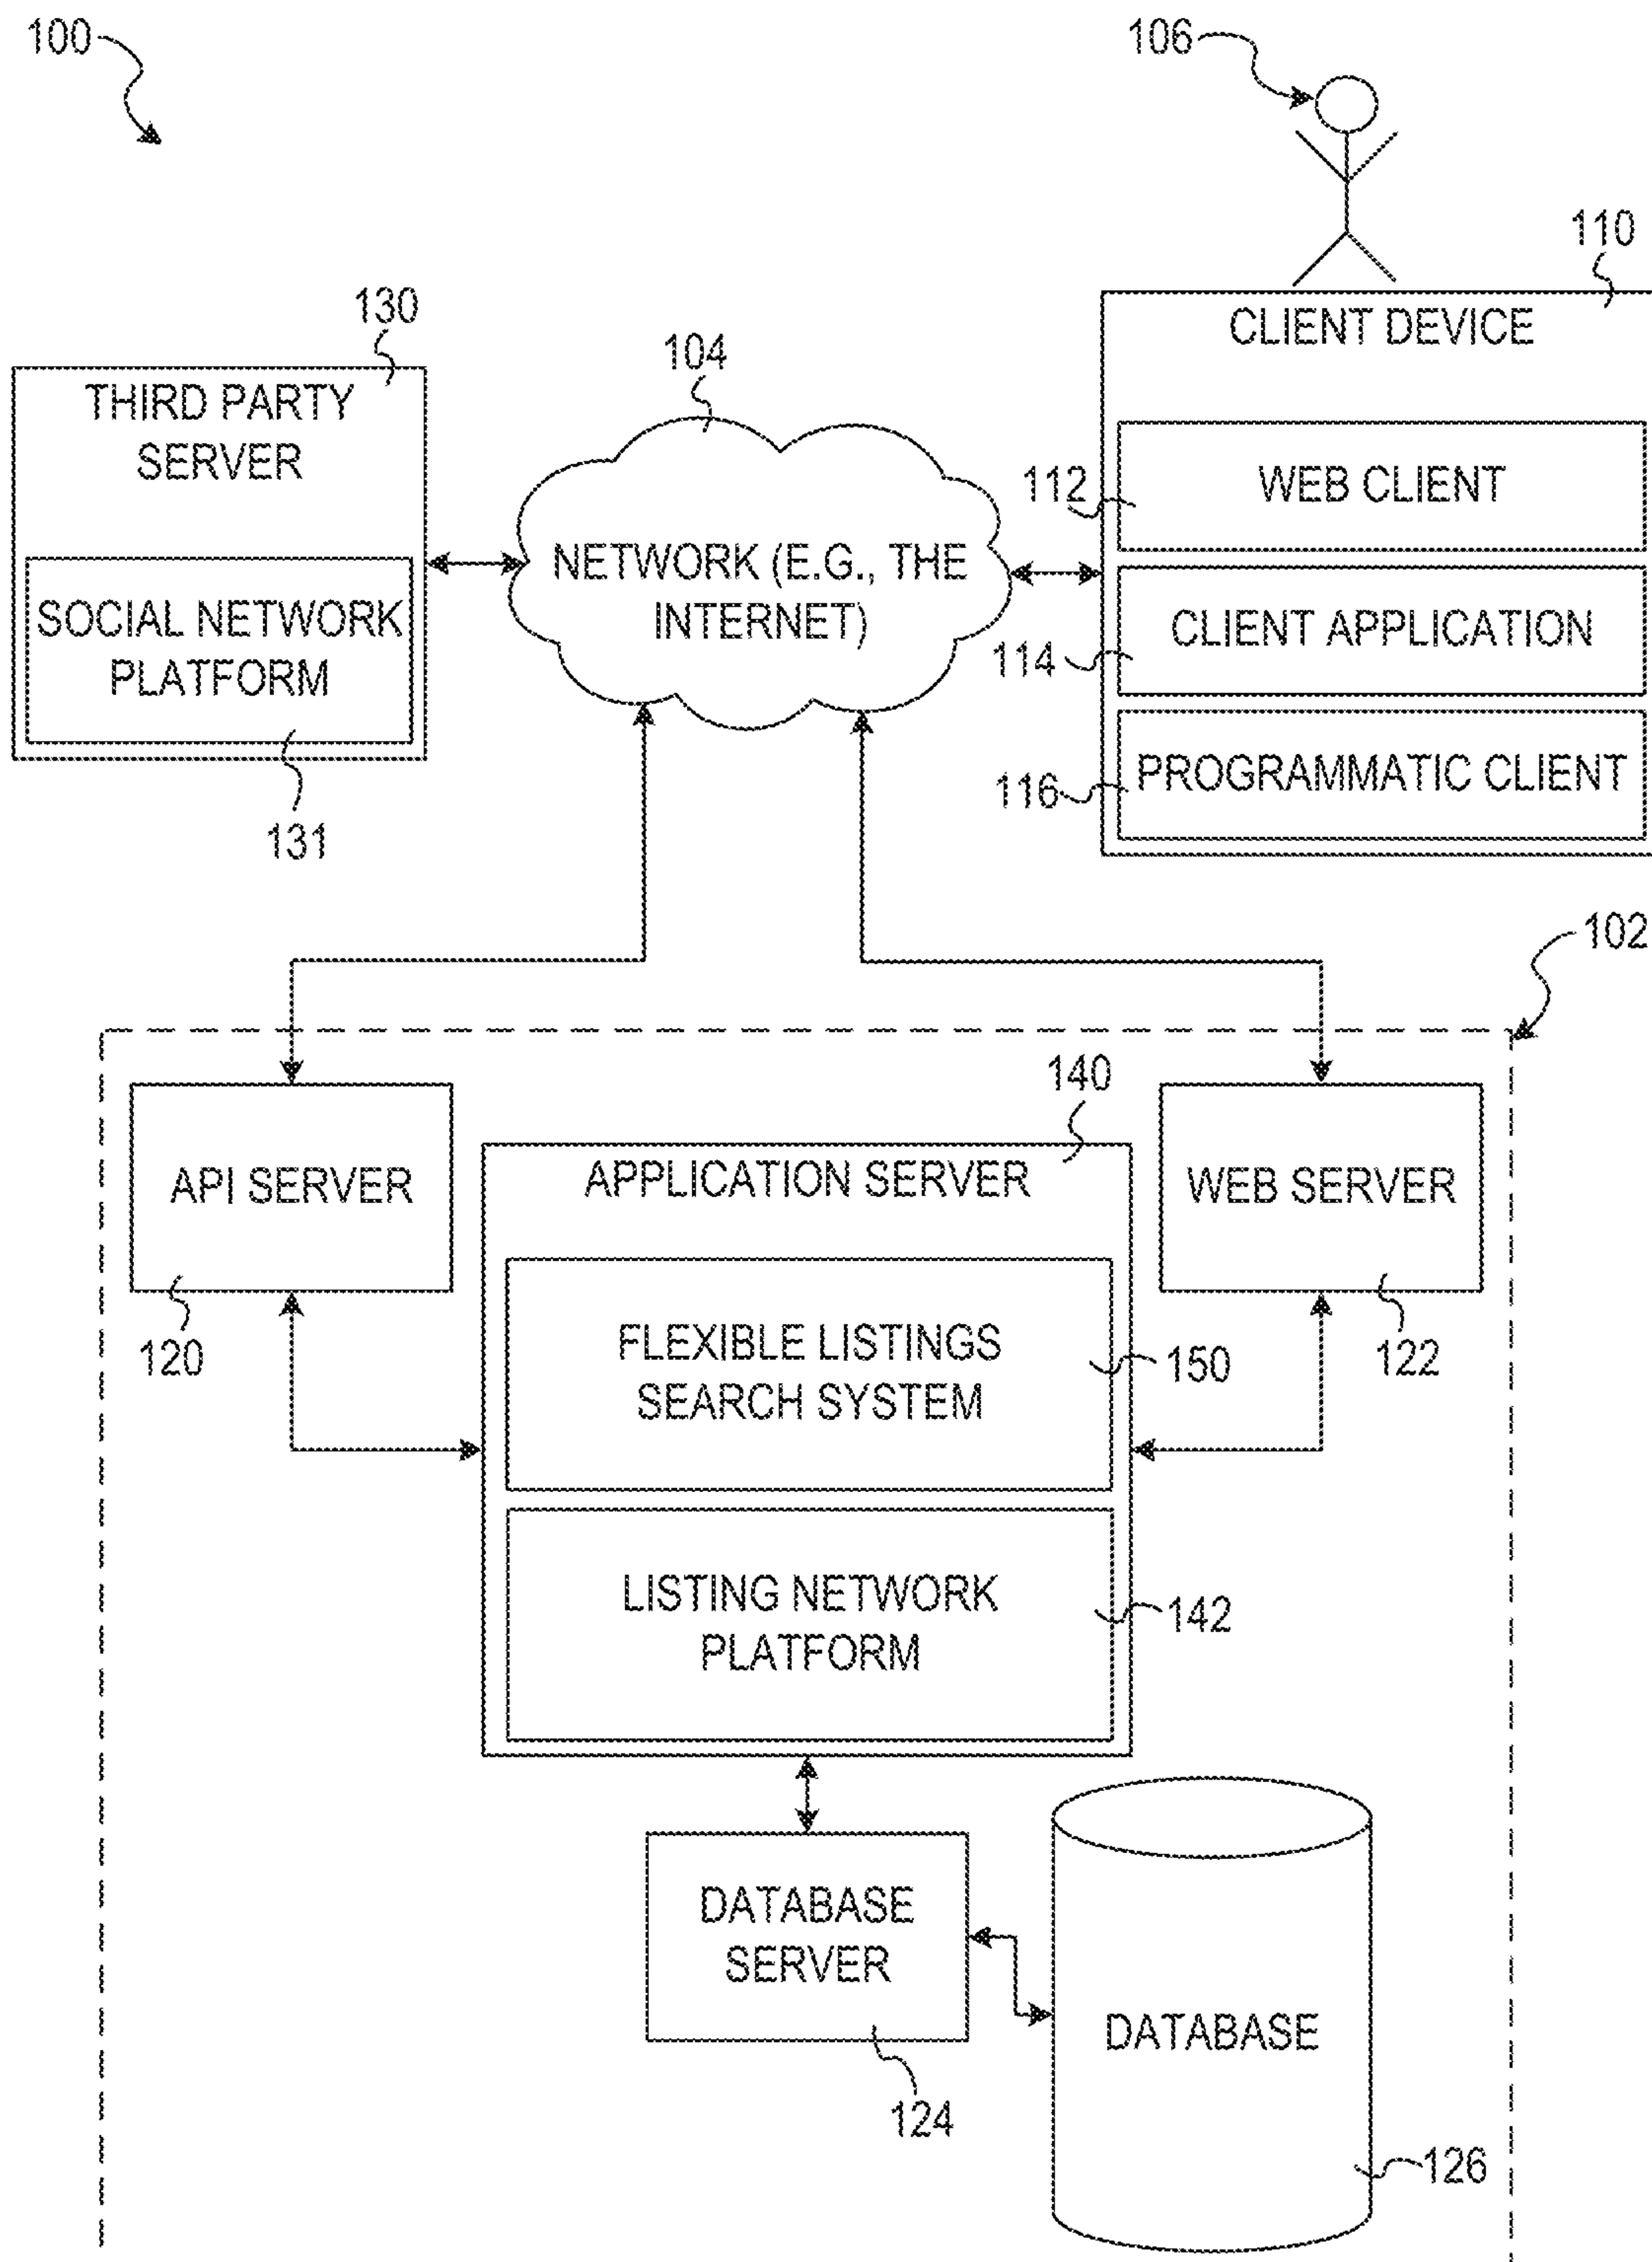 100
106
110
CLIENT DEVICE
130
THIRD PARTY
SERVER
104
112
WEB CLIENT
NETWORK (E.G., THE
INTERNET)
SOCIAL NETWORK
PLATFORM
114
CLIENT APPLICATION
116
PROGRAMMATIC CLIENT
131
102
140
API SERVER
APPLICATION SERVER
WEB SERVER
120
122
FLEXIBLE LISTINGS
SEARCH SYSTEM
150
LISTING NETWORK
PLATFORM
142
DATABASE
SERVER
DATABASE
124
126